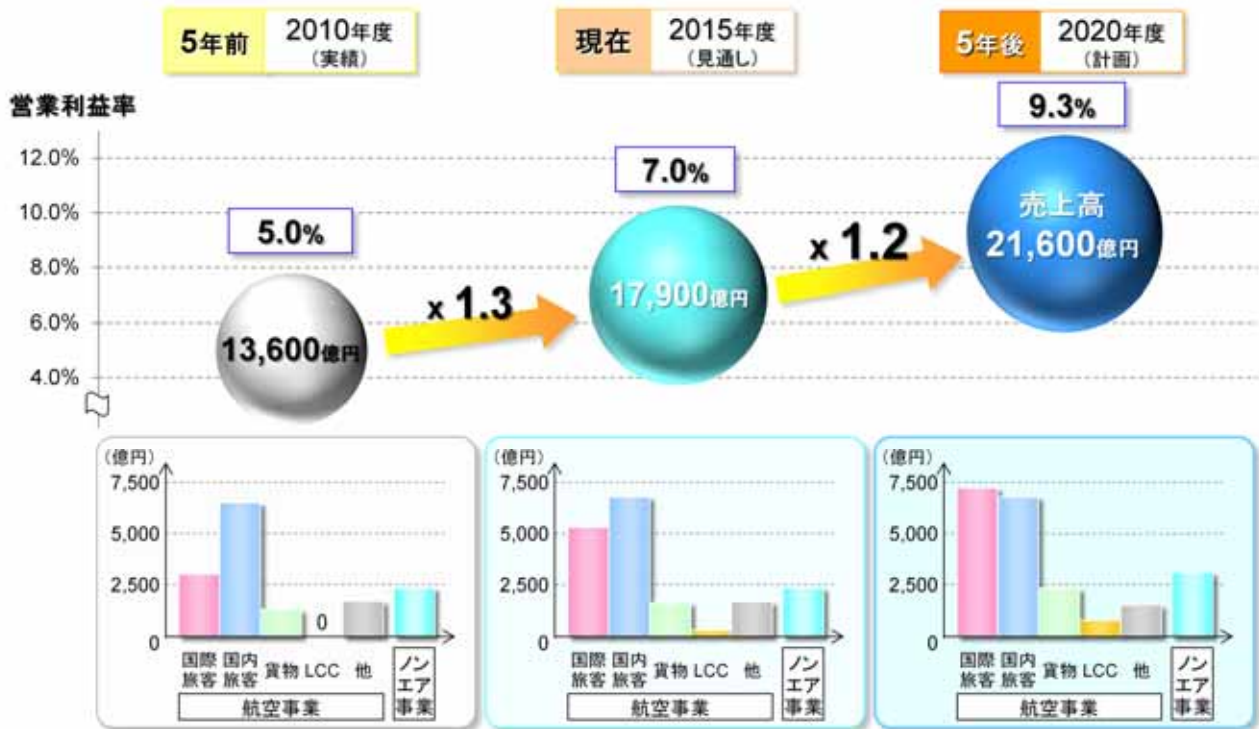 5年前 2010年度
(実績)
現在 2015年度
(見通し)
5年後 2020年度
(計画)
営業利益率
12.0%
10.0%
8.0%
6.0%
4.0%
5.0%
13,600億円
x 1.3
7.0%
17,900億円
x 1.2
9.3%
売上高
21,600億円
(億円)
7,500
5,000
2,500
0
0
国際旅客 国内旅客 貨物 LCC 他 ノンエア事業
航空事業
(億円)
7,500
5,000
2,500
0
国際旅客 国内旅客 貨物 LCC 他 ノンエア事業
航空事業
(億円)
7,500
5,000
2,500
0
国際旅客 国内旅客 貨物 LCC 他 ノンエア事業
航空事業